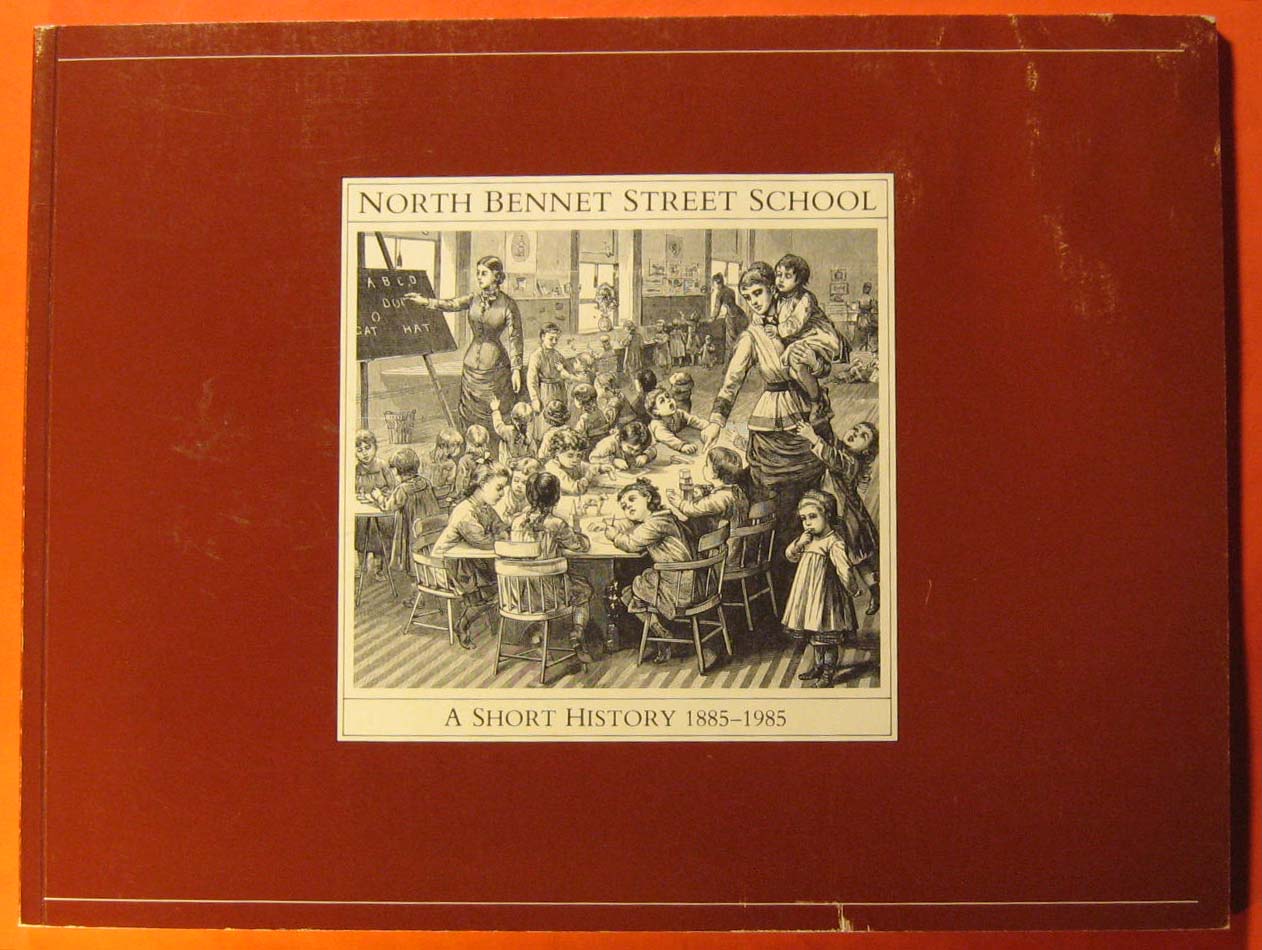 NORTH BENNET STREET SCHOOL
A B C D
O
CAT HAT
A SHORT HISTORY 1885–1985